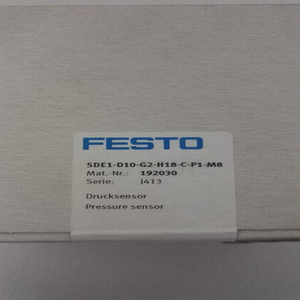 FESTO
SDE1-D10-G2-H18-C-P1-M8
Mat.-Nr.: 192030
Serie: J413
Drucksensor
Pressure sensor